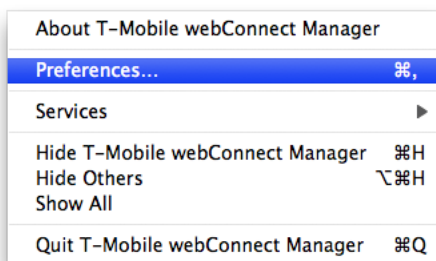 About T-Mobile webConnect Manager
Preferences... ⌘,
Services
Hide T-Mobile webConnect Manager ⌘H
Hide Others ⌥⌘H
Show All
Quit T-Mobile webConnect Manager ⌘Q